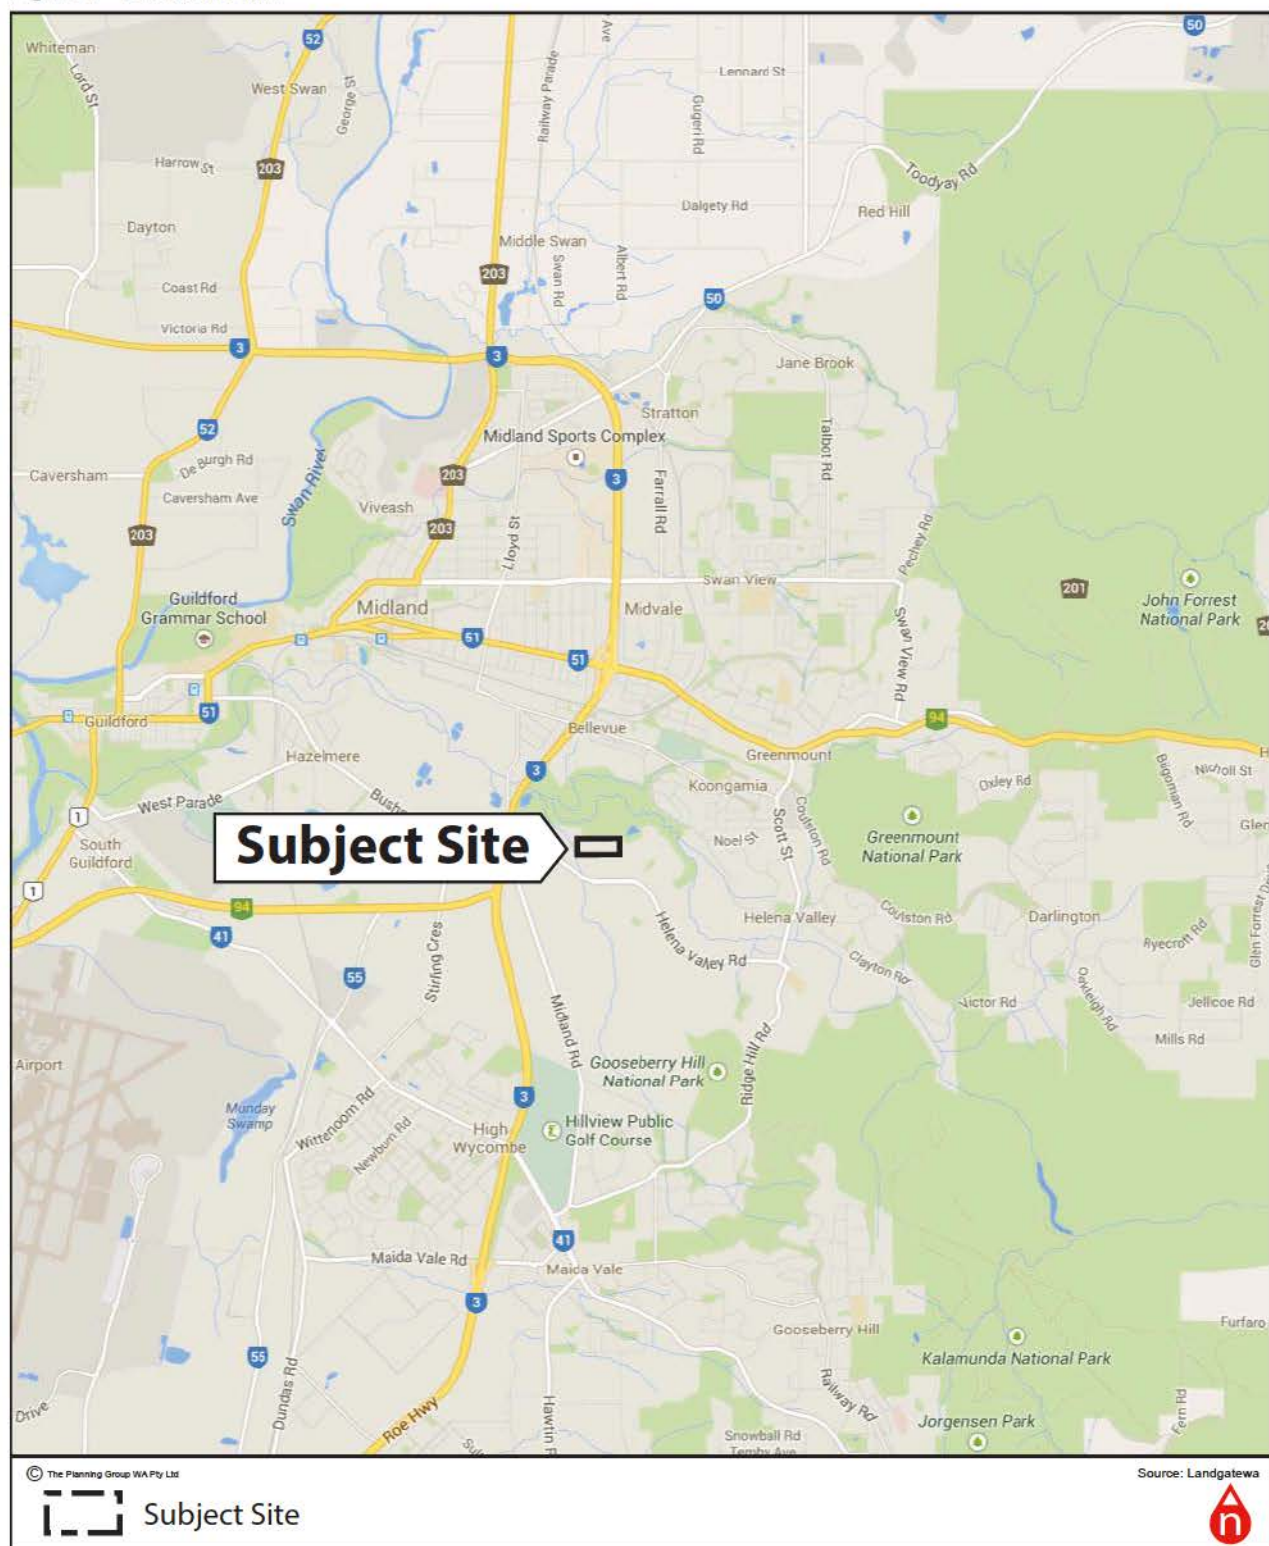 Whiteman
Lord St
52
West Swan
George St
Railway Parade
Ave
Lennard St
Gugeri Rd
50
Harrow St
203
Toodyay Rd
Dayton
Dalgety Rd
Red Hill
Middle Swan
203
Swan Rd
Albert Rd
Coast Rd
50
Victoria Rd
3
3
Jane Brook
Stratton
52
Midland Sports Complex
Talbot Rd
De Burgh Rd
Caversham
203
3
Farrall Rd
Caversham Ave
Swan River
Viveash
203
203
Lloyd St
Pechey Rd
Swan View
201
John Forrest
National Park
Guildford
Grammar School
Midland
Midvale
Swan View Rd
51
51
51
Guildford
94
Bellevue
Hazelmere
Greenmount
3
Koongamia
Oxley Rd
Bilgoman Rd
Nicholl St
West Parade
1
Scott St
Coulston Rd
Greenmount
National Park
Noel St
Glen
South
Guildford
Subject Site
1
94
41
Helena Valley
Coulston Rd
Darlington
Ryecroft Rd
Glen Forrest Drive
Helena Valley Rd
Stirling Cres
55
Clayton Rd
Victor Rd
Oakleigh Rd
Jellicoe Rd
Midland Rd
Mills Rd
Airport
Gooseberry Hill
National Park
Ridge Hill Rd
3
Munday
Swamp
Wittenoom Rd
Newburn Rd
High
Wycombe
Hillview Public
Golf Course
41
Maida Vale Rd
Maida Vale
3
Gooseberry Hill
Furfaro
55
Kalamunda National Park
Dundas Rd
Railway Rd
Fern Rd
Drive
Roe Hwy
Hawtin R
Jorgensen Park
Snowball Rd
Temby Ave
© The Planning Group WA Pty Ltd
Source: Landgatewa
Subject Site
n